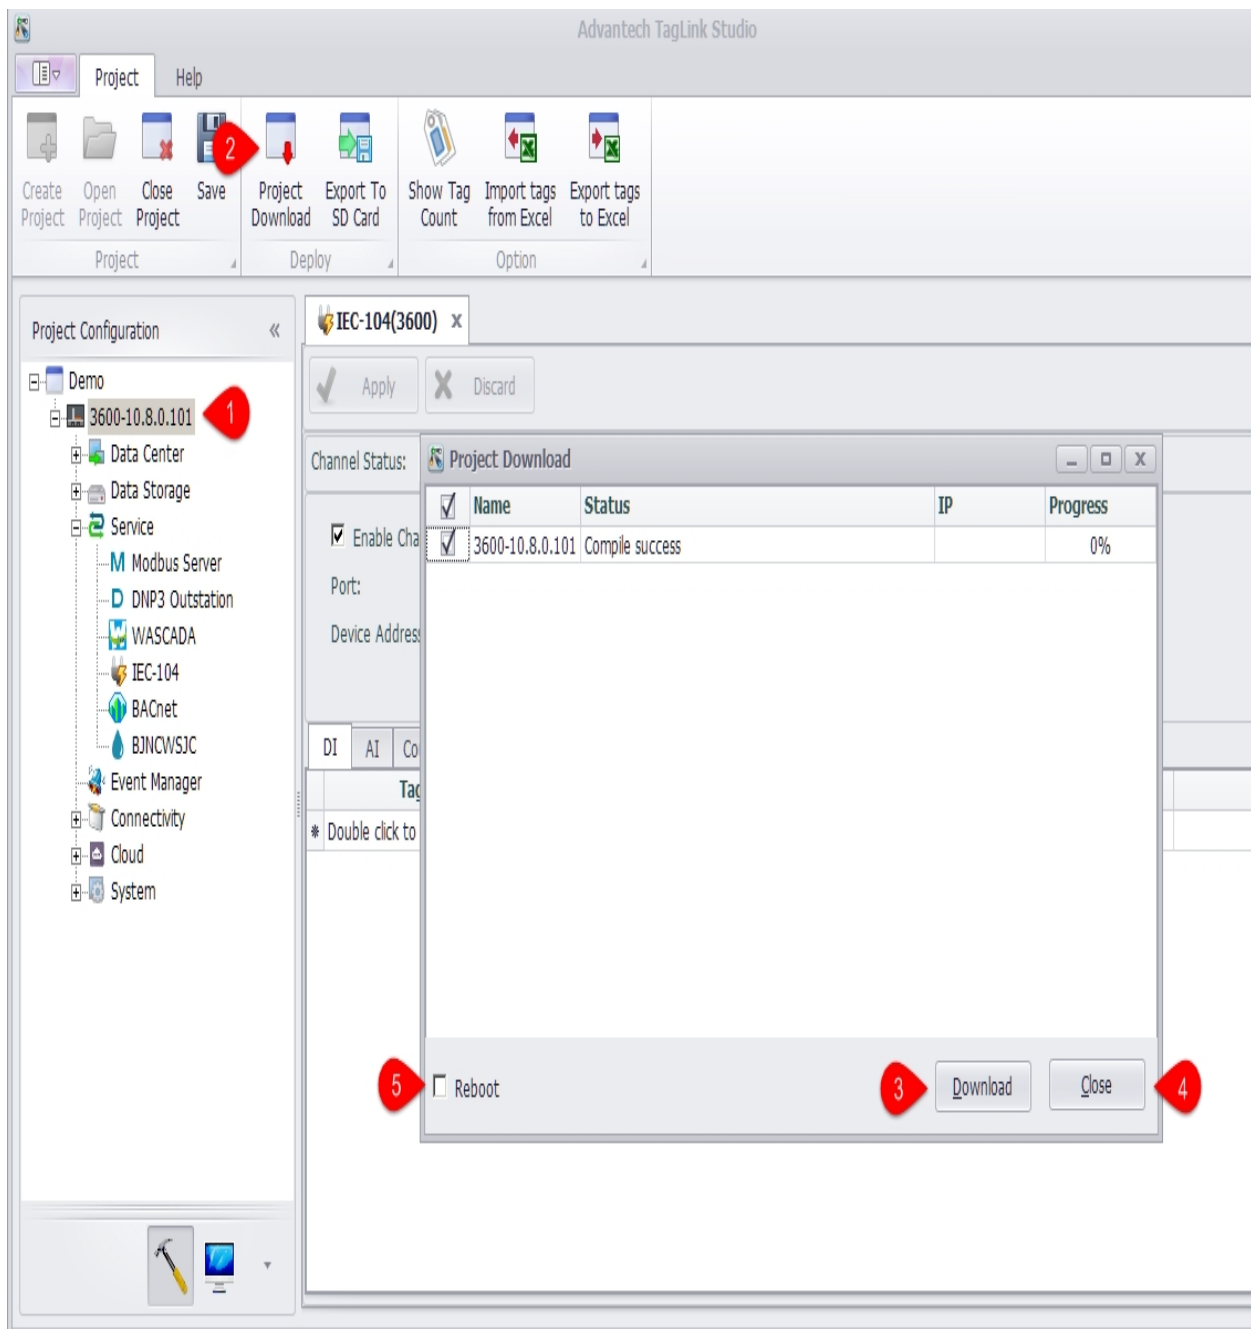 Advantech TagLink Studio
Project Help
Create Project
Open Project
Close Project
Save
Project Download
Export To SD Card
Show Tag Count
Import tags from Excel
Export tags to Excel
Project
Deploy
Option
2
Project Configuration
IEC-104(3600) x
Demo
3600-10.8.0.101
1
Data Center
Data Storage
Service
M Modbus Server
D DNP3 Outstation
WASCADA
IEC-104
BACnet
BJNCWSJC
Event Manager
Connectivity
Cloud
System
Apply Discard
Channel Status:
Enable Cha
Port:
Device Address
DI AI Co
Tag
* Double click to
Project Download
Name Status IP Progress
3600-10.8.0.101 Compile success 0%
5 Reboot 3 Download Close 4